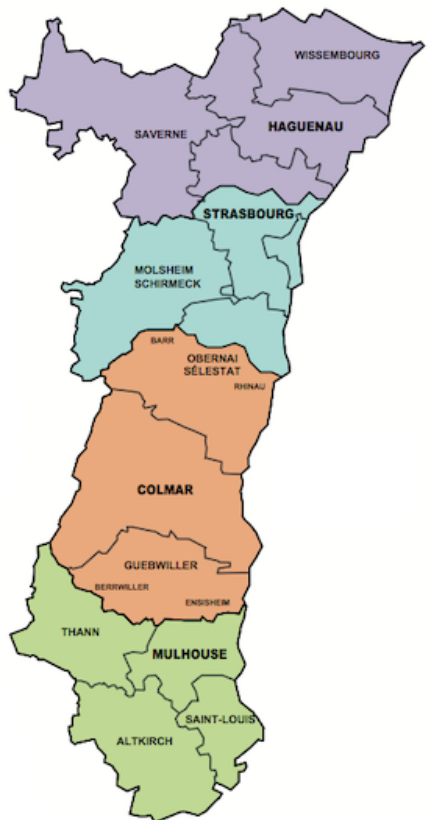 WISSEMBOURG
HAGUENAU
SAVERNE
STRASBOURG
MOLSHEIM
SCHIRMECK
BARR
OBERNAI
SÉLESTAT
RHINAU
COLMAR
GUEBWILLER
BERRWILLER
ENSISHEIM
THANN
MULHOUSE
SAINT-LOUIS
ALTKIRCH